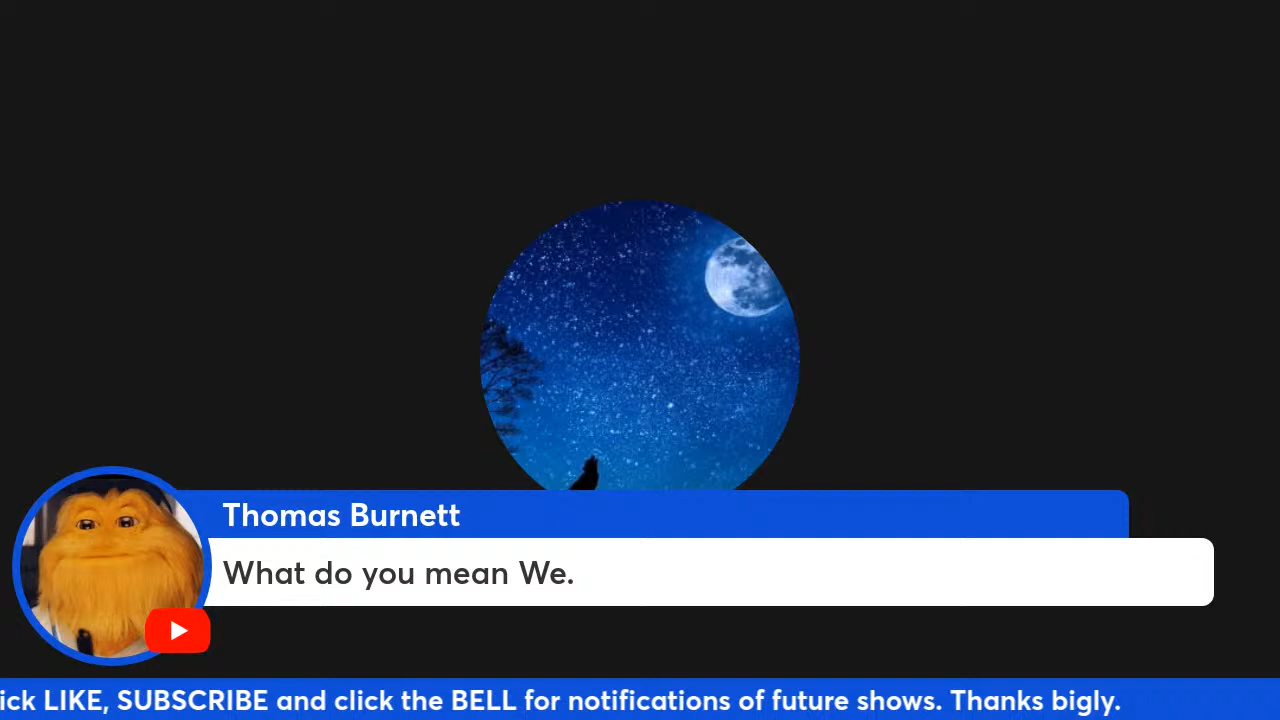 Thomas Burnett
What do you mean We.
ick LIKE, SUBSCRIBE and click the BELL for notifications of future shows. Thanks bigly.